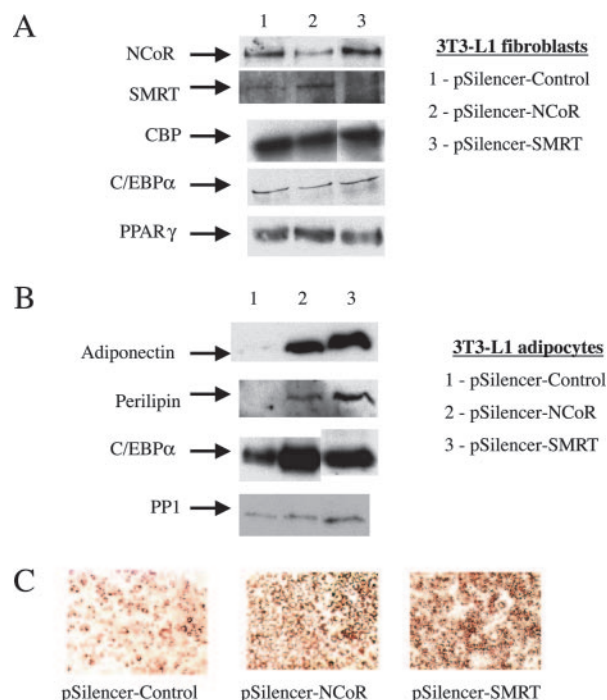 A
1 2 3
NCoR
SMRT
CBP
C/EBPα
PPARγ
3T3-L1 fibroblasts
1 - pSilencer-Control
2 - pSilencer-NCoR
3 - pSilencer-SMRT
B
1 2 3
Adiponectin
Perilipin
C/EBPα
PP1
3T3-L1 adipocytes
1 - pSilencer-Control
2 - pSilencer-NCoR
3 - pSilencer-SMRT
C
pSilencer-Control pSilencer-NCoR pSilencer-SMRT